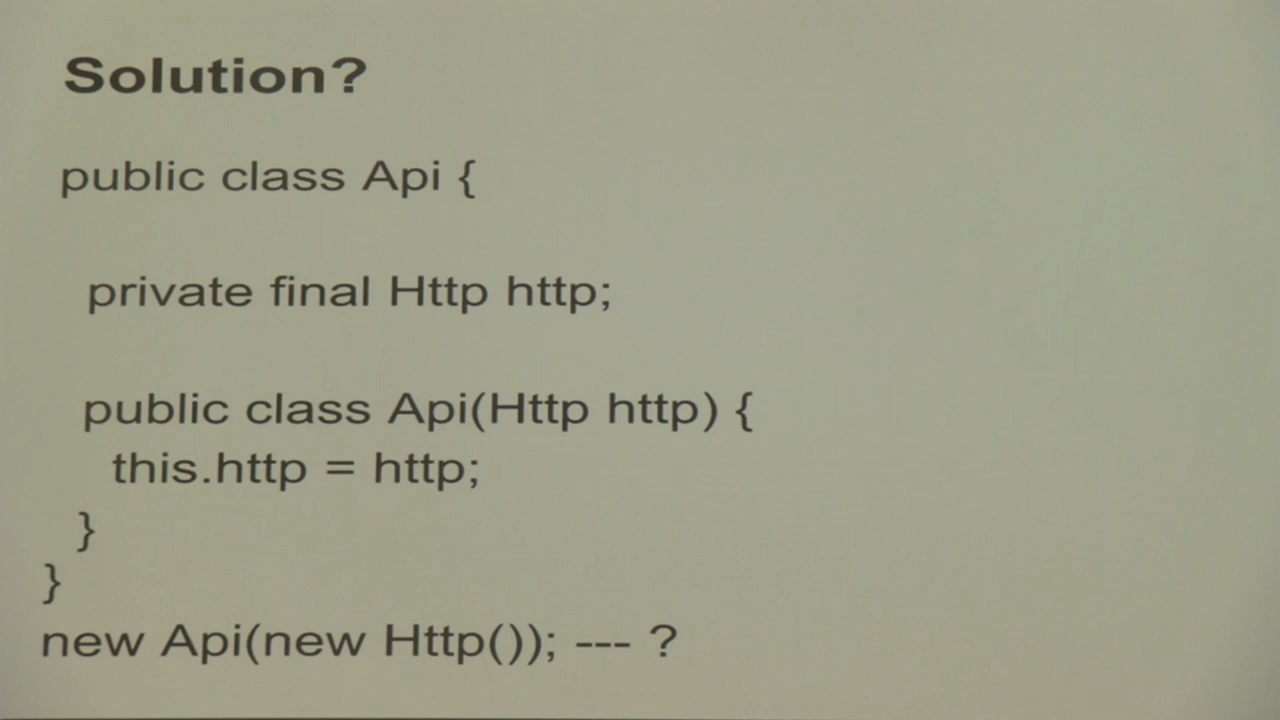 Solution?
public class Api {
private final Http http;
public class Api(Http http) {
this.http = http;
}
}
new Api(new Http()); --- ?